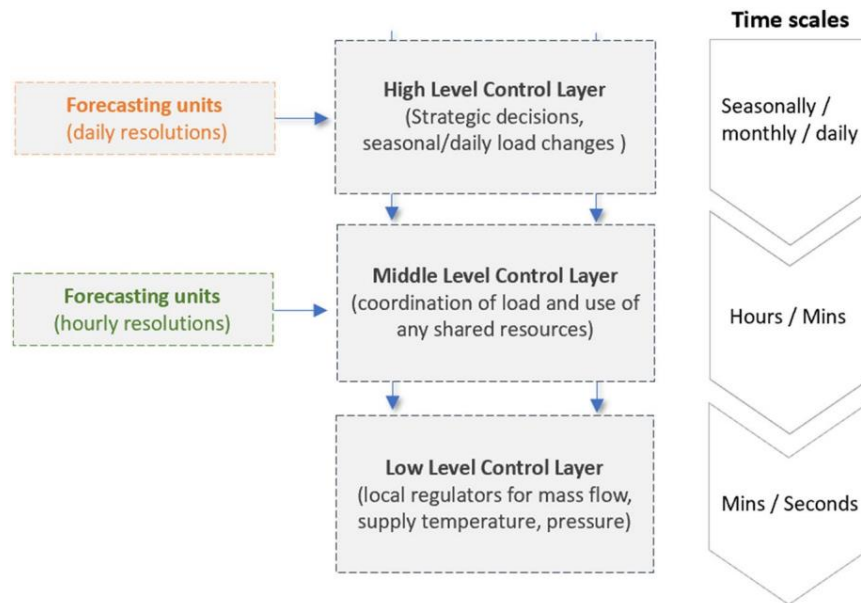 Time scales
Forecasting units
(daily resolutions)
High Level Control Layer
(Strategic decisions,
seasonal/daily load changes )
Seasonally /
monthly / daily
Forecasting units
(hourly resolutions)
Middle Level Control Layer
(coordination of load and use of
any shared resources)
Hours / Mins
Low Level Control Layer
(local regulators for mass flow,
supply temperature, pressure)
Mins / Seconds